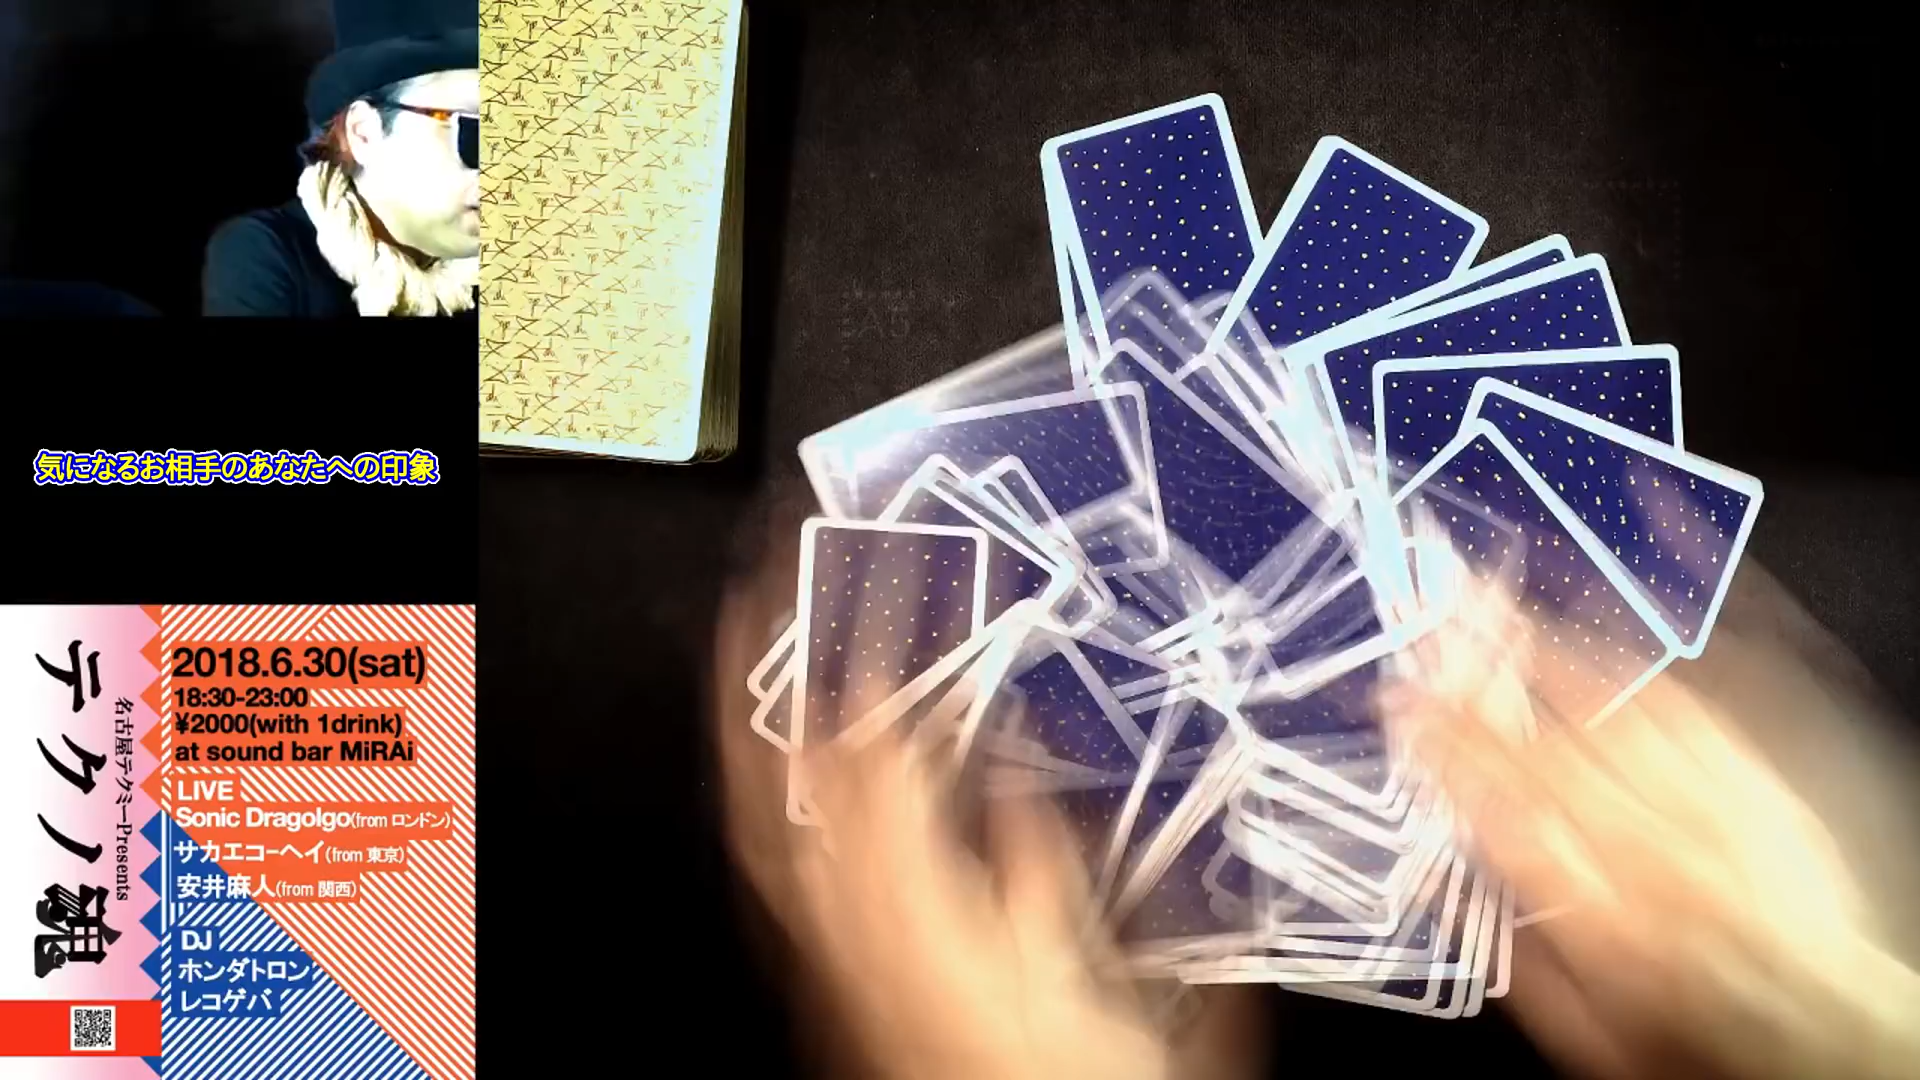 気になるお相手のあなたへの印象
テクノ魂
名古屋テクミーPresents
2018.6.30(sat)
18:30-23:00
¥2000(with 1drink)
at sound bar MiRAi
LIVE
Sonic Dragolgo(from ロンドン)
サカエコーヘイ(from 東京)
安井麻人(from 関西)
DJ
ホンダトロン
レコゲバ